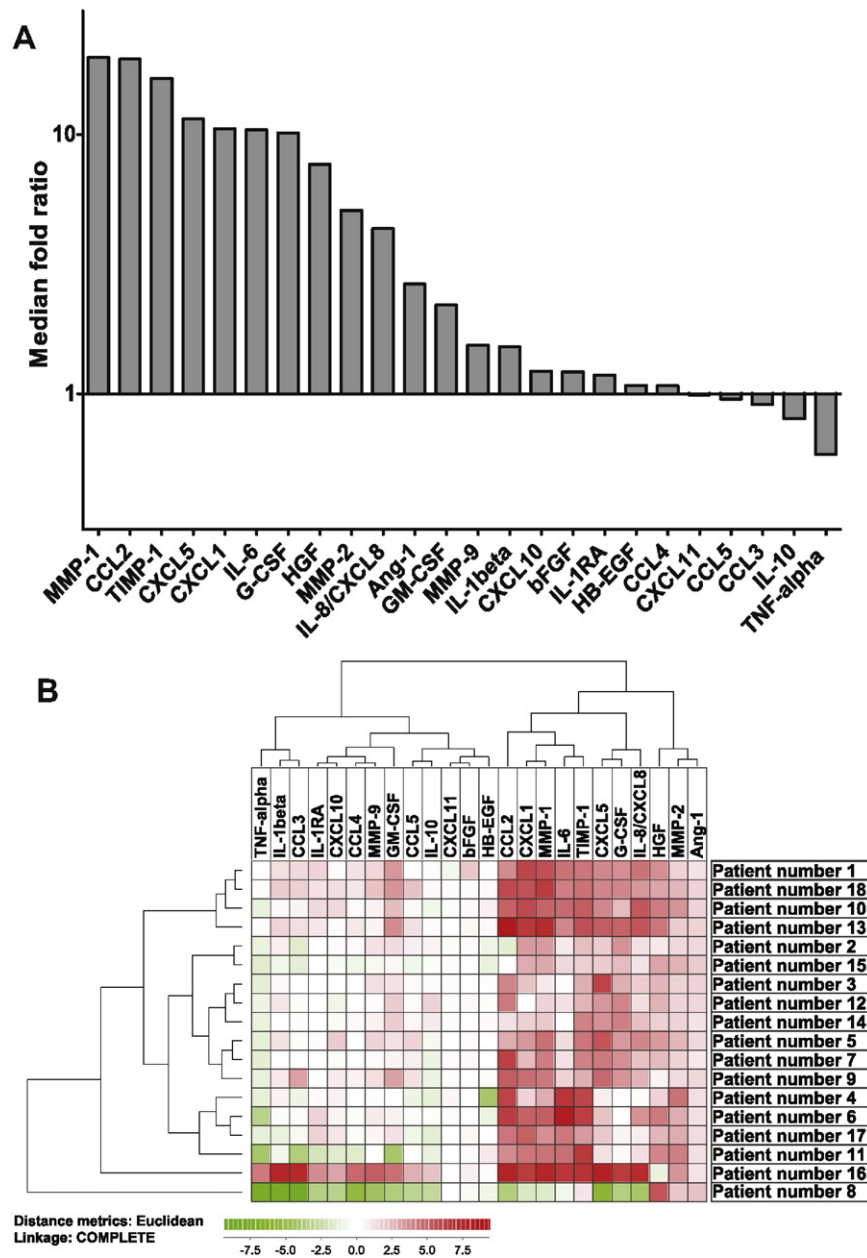 A
Median fold ratio
10
1
MMP-1
CCL2
TIMP-1
CXCL5
CXCL1
IL-6
G-CSF
HGF
MMP-2
IL-8/CXCL8
Ang-1
GM-CSF
MMP-9
IL-1beta
CXCL10
bFGF
IL-1RA
HB-EGF
CCL4
CXCL11
CCL5
CCL3
IL-10
TNF-alpha
B
TNF-alpha
IL-1beta
CCL3
IL-1RA
CXCL10
CCL4
MMP-9
GM-CSF
CCL5
IL-10
CXCL11
bFGF
HB-EGF
CCL2
CXCL1
MMP-1
IL-6
TIMP-1
CXCL5
G-CSF
IL-8/CXCL8
HGF
MMP-2
Ang-1
Patient number 1
Patient number 18
Patient number 10
Patient number 13
Patient number 2
Patient number 15
Patient number 3
Patient number 12
Patient number 14
Patient number 5
Patient number 7
Patient number 9
Patient number 4
Patient number 6
Patient number 17
Patient number 11
Patient number 16
Patient number 8
Distance metrics: Euclidean
Linkage: COMPLETE
-7.5 -5.0 -2.5 0.0 2.5 5.0 7.5